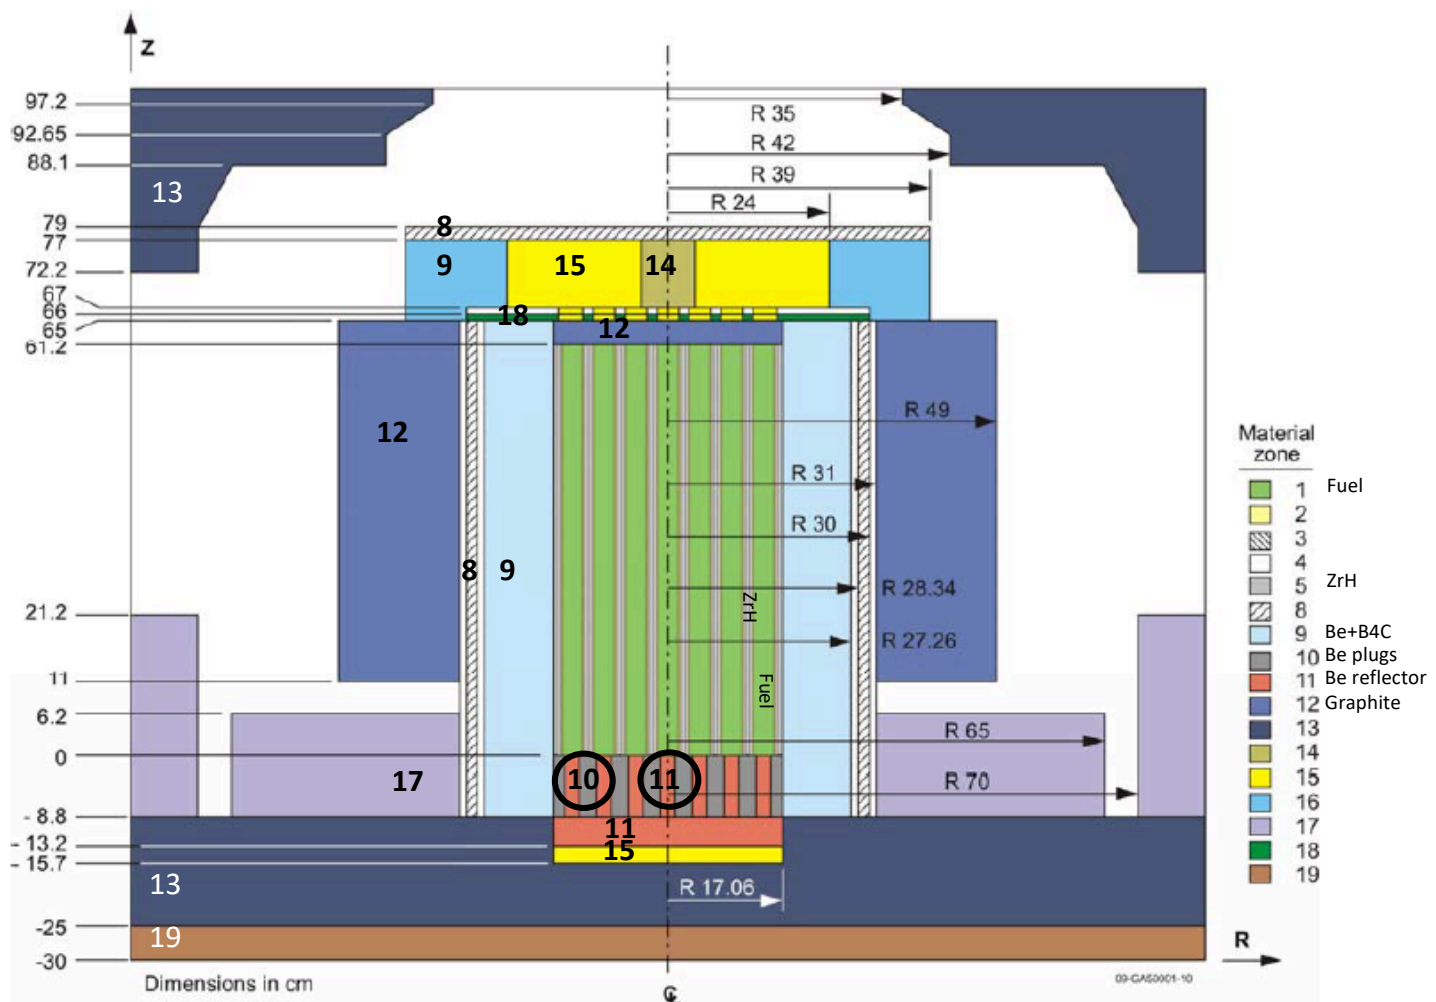 Z
97.2
92.65
88.1
79
77
72.2
67
66
65
61.2
21.2
11
6.2
0
- 8.8
- 13.2
- 15.7
-25
-30
R 35
R 42
R 39
R 24
13
8
9
15
14
18
12
12
R 49
R 31
R 30
8
9
R 28.34
ZrH
R 27.26
Fuel
R 65
10
11
17
R 70
11
15
13
R 17.06
19
R
Dimensions in cm
09-GA50001-10
℄
Material
zone
1 Fuel
2
3
4
5 ZrH
8
9 Be+B4C
10 Be plugs
11 Be reflector
12 Graphite
13
14
15
16
17
18
19